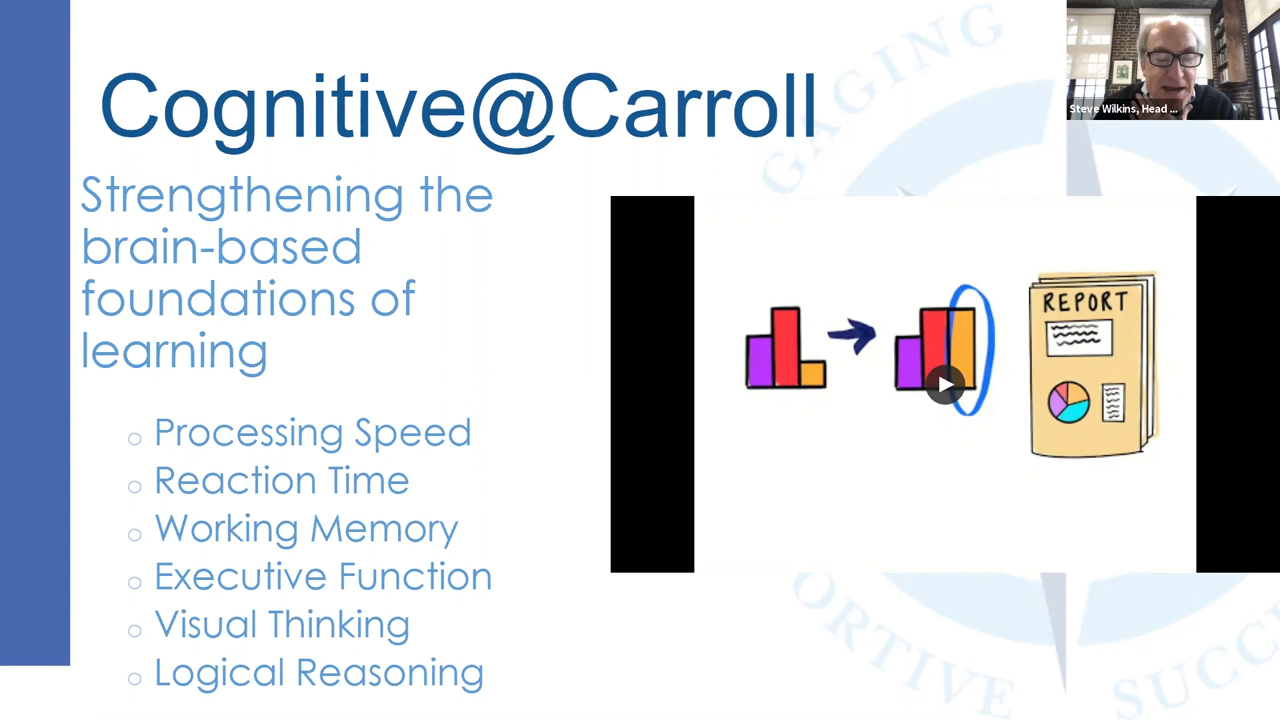 Cognitive@Carroll
Steve Wilkins, Head ...
Strengthening the
brain-based
foundations of
learning
Processing Speed
Reaction Time
Working Memory
Executive Function
Visual Thinking
Logical Reasoning
REPORT